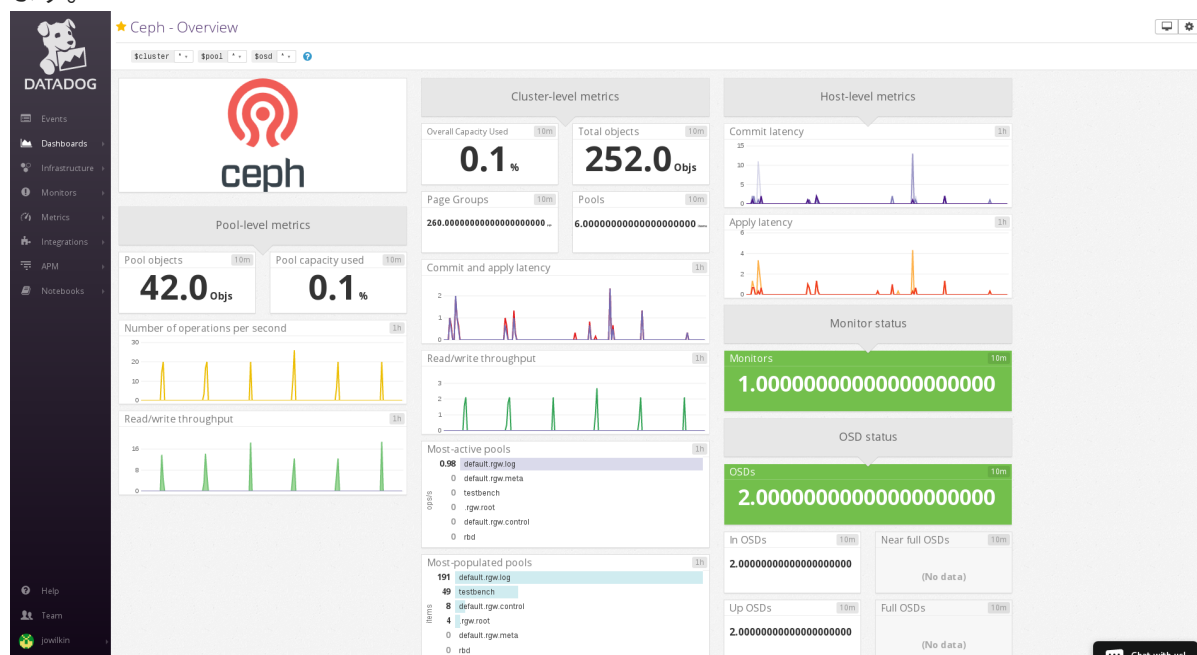 DATADOG
Events
Dashboards
Infrastructure
Monitors
Metrics
Integrations
APM
Notebooks
Help
Team
jowilkin
Ceph - Overview
$cluster * $pool * $osd *
ceph
Pool-level metrics
Pool objects 10m
42.0 Objs
Pool capacity used 10m
0.1 %
Number of operations per second 1h
30
20
10
0
Read/write throughput 1h
16
8
0
Cluster-level metrics
Overall Capacity Used 10m
0.1 %
Total objects 10m
252.0 Objs
Page Groups 10m
260.00000000000000000000
Pools 10m
6.00000000000000000000
Commit and apply latency 1h
2
1
0
Read/write throughput 1h
3
2
1
0
Most-active pools 1h
ops/s
0.98 default.rgw.log
0 default.rgw.meta
0 testbench
0 .rgw.root
0 default.rgw.control
0 rbd
Most-populated pools 1h
items
191 default.rgw.log
49 testbench
8 default.rgw.control
4 .rgw.root
0 default.rgw.meta
0 rbd
Host-level metrics
Commit latency 1h
15
10
5
0
Apply latency 1h
6
4
2
0
Monitor status
Monitors 10m
1.00000000000000000000
OSD status
OSDs 10m
2.00000000000000000000
In OSDs 10m
2.00000000000000000000
Near full OSDs 10m
(No data)
Up OSDs 10m
2.00000000000000000000
Full OSDs 10m
(No data)
Chat with us!